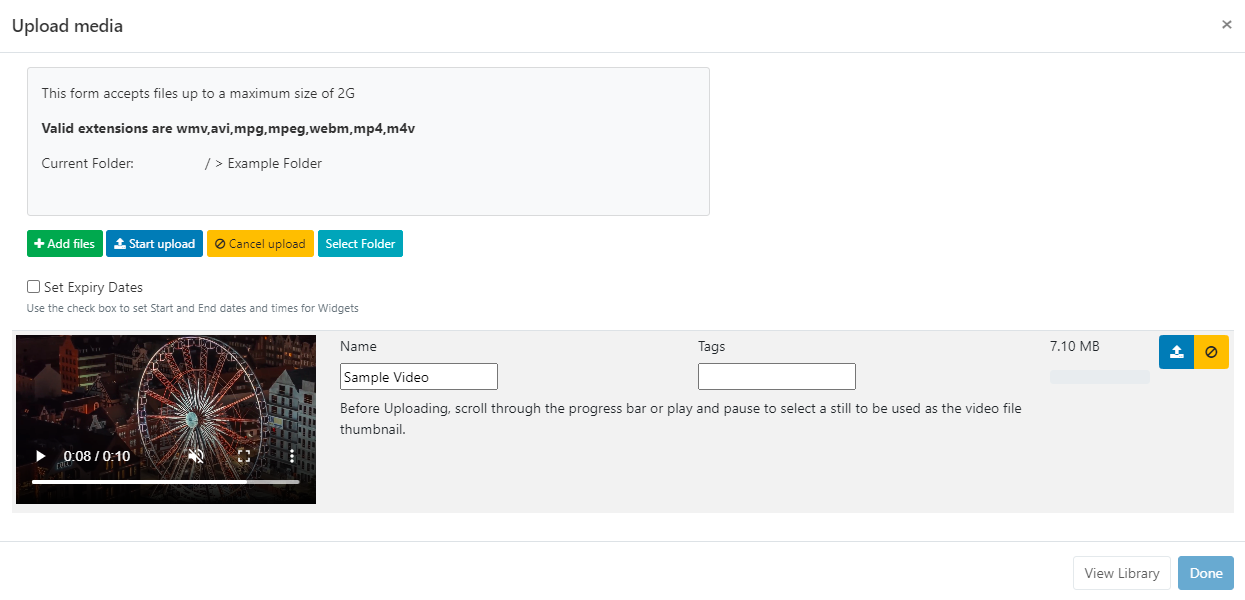 Upload media
×
This form accepts files up to a maximum size of 2G
Valid extensions are wmv,avi,mpg,mpeg,webm,mp4,m4v
Current Folder: / > Example Folder
Add files Start upload Cancel upload Select Folder
Set Expiry Dates
Use the check box to set Start and End dates and times for Widgets
Name Tags 7.10 MB
Sample Video
Before Uploading, scroll through the progress bar or play and pause to select a still to be used as the video file
thumbnail.
0:08 / 0:10
View Library Done